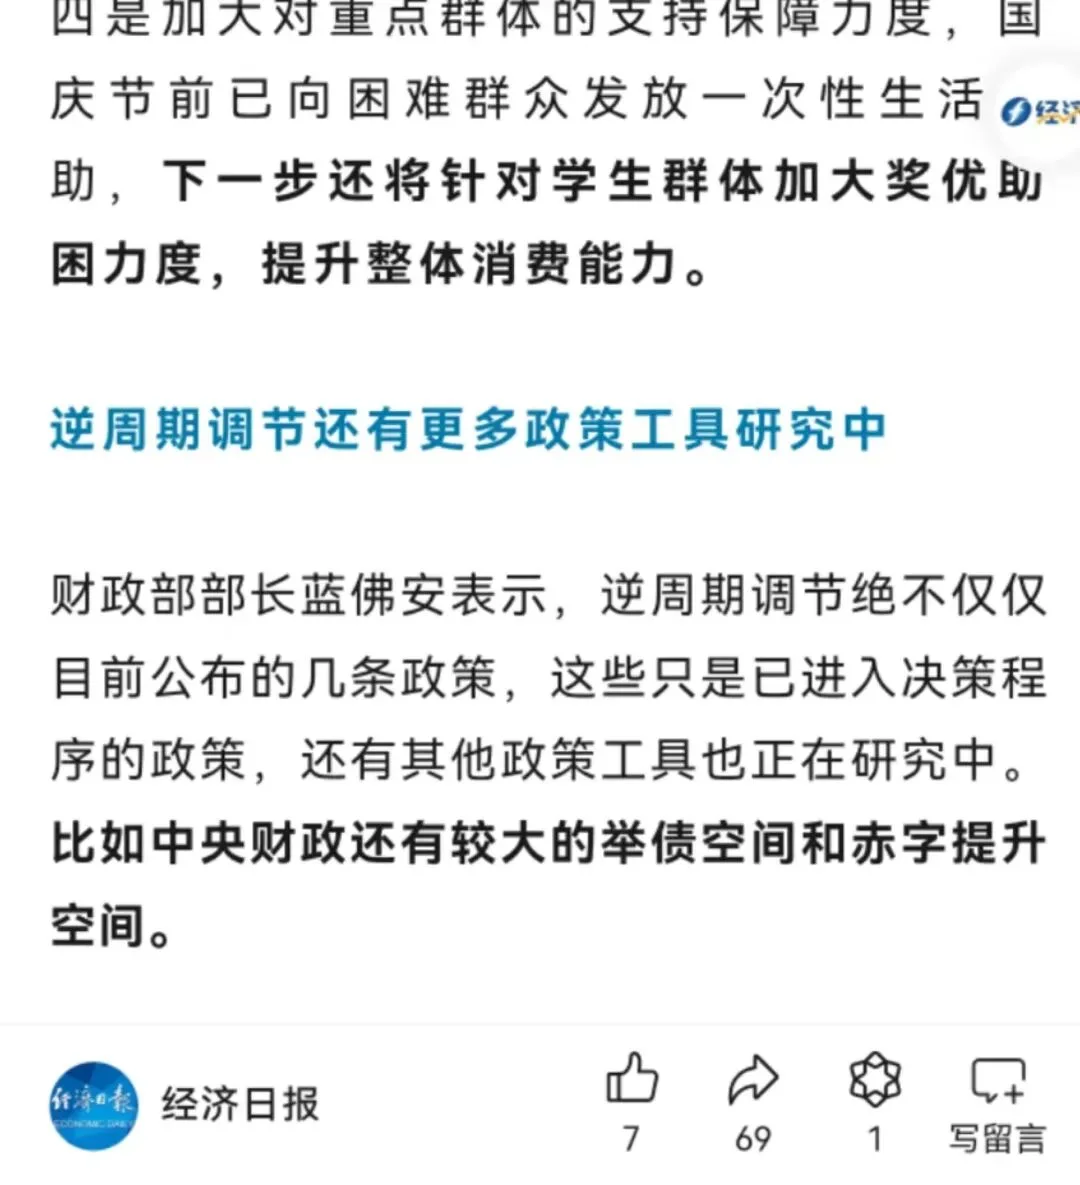 四是加大对重点群体的支持保障力度，国
庆节前已向困难群众发放一次性生活
助，下一步还将针对学生群体加大奖优助
困力度，提升整体消费能力。
经济
逆周期调节还有更多政策工具研究中
财政部部长蓝佛安表示，逆周期调节绝不仅仅
目前公布的几条政策，这些只是已进入决策程
序的政策，还有其他政策工具也正在研究中。
比如中央财政还有较大的举债空间和赤字提升
空间。
经济日报
7
69
1
写留言
經濟日報
ECONOMIC DAILY